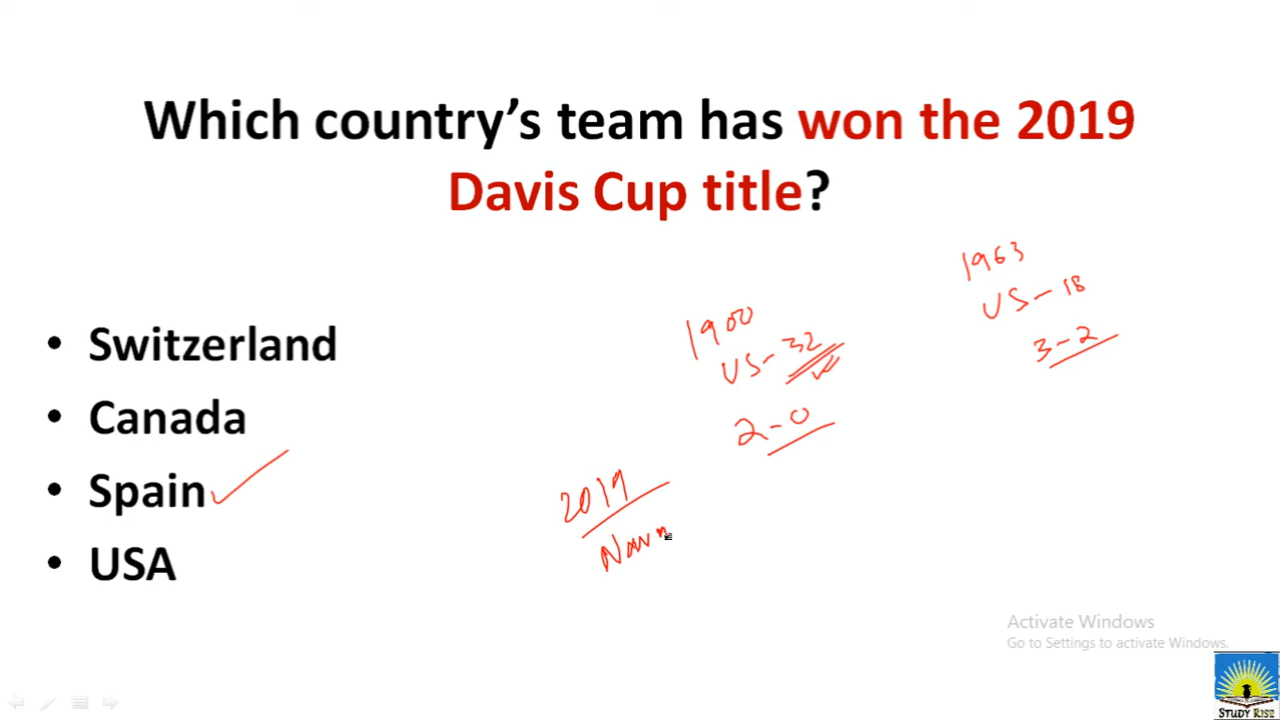 Which country’s team has won the 2019
Davis Cup title?
• Switzerland
• Canada
• Spain
• USA
1963
US - 18
3 - 2
1900
US - 32
2 - 0
2019
Activate Windows
Go to Settings to activate Windows.
STUDY RISE